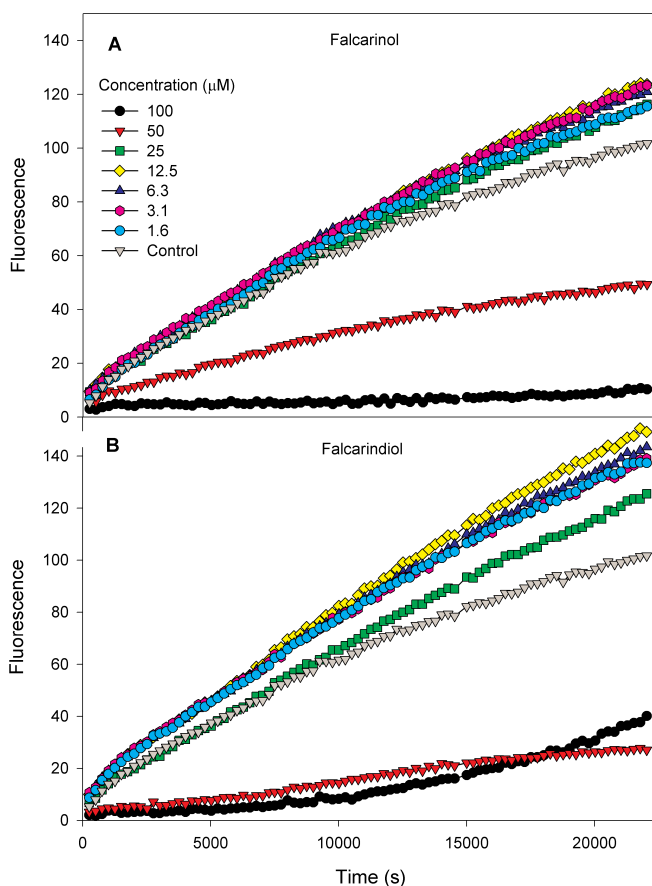 A
Falcarinol
Concentration (μM)
100
50
25
12.5
6.3
3.1
1.6
Control
Fluorescence
140
120
100
80
60
40
20
0
B
Falcarindiol
Fluorescence
140
120
100
80
60
40
20
0
0 5000 10000 15000 20000
Time (s)